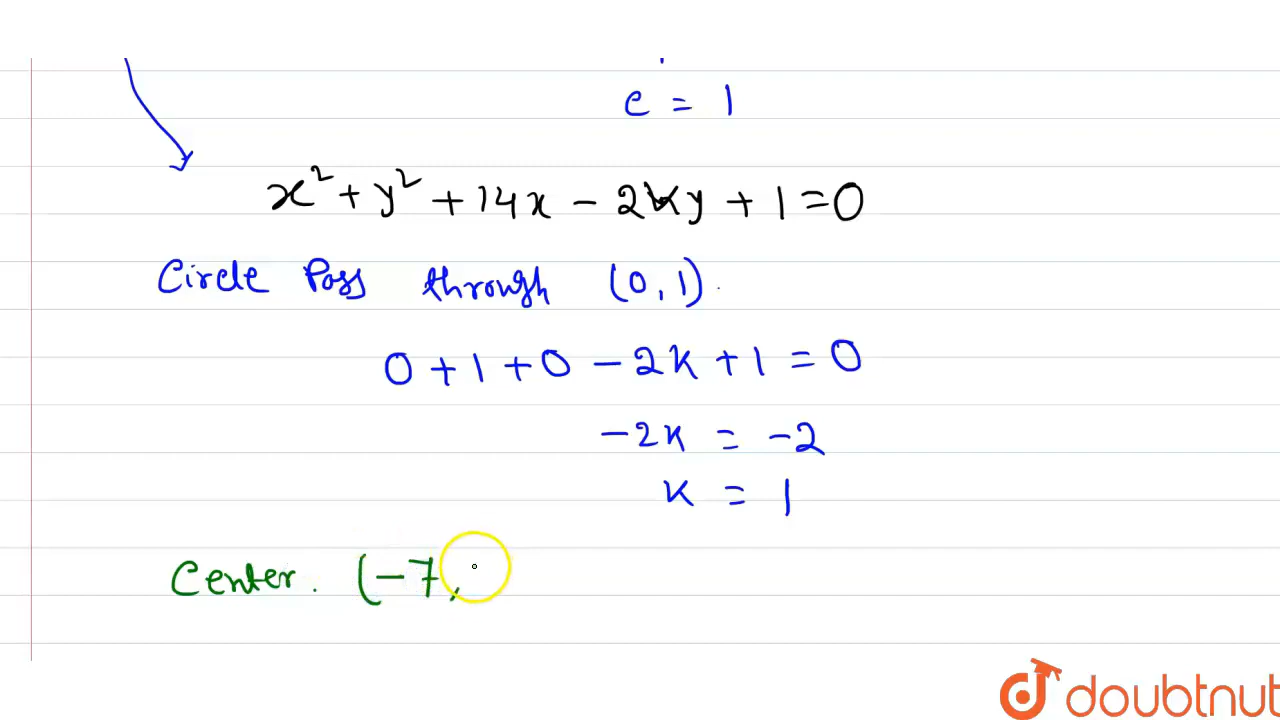 c = 1
x² + y² + 14x - 2ky + 1 = 0
Circle Pass through (0, 1).
0 + 1 + 0 - 2k + 1 = 0
-2k = -2
k = 1
Center. (-7,
doubtnut